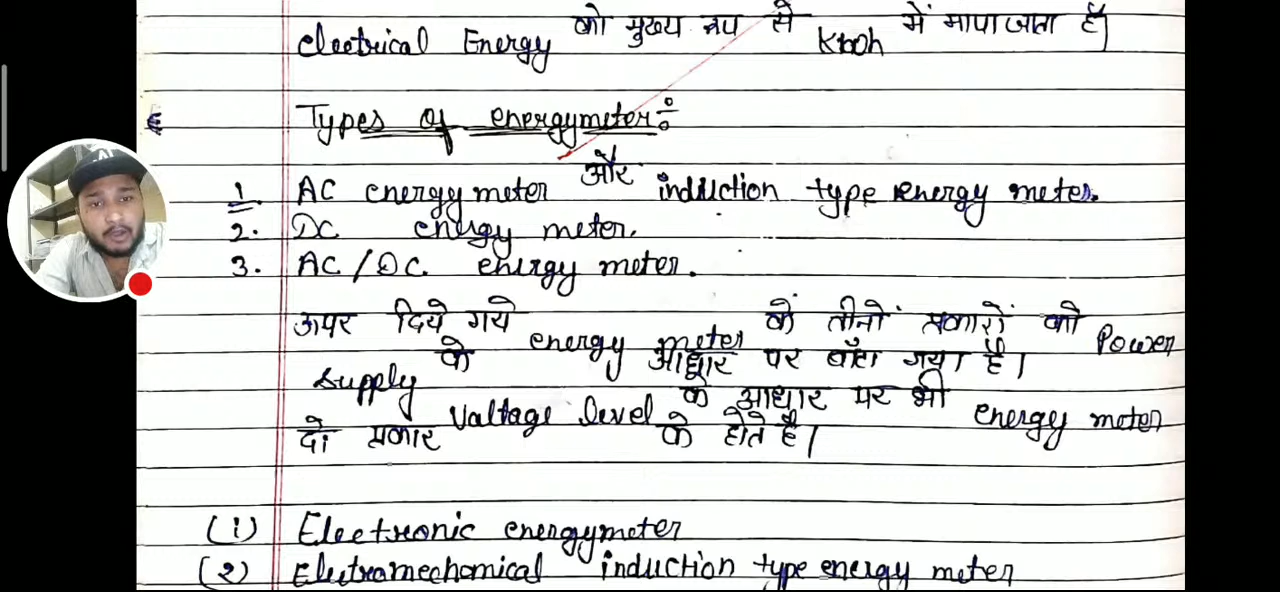 electrical Energy को मुख्य रूप से Kwh में मापा जाता है|
Types of energymeter:
1. AC energy meter और induction type energy meter.
2. DC energy meter.
3. AC/DC. energy meter.
ऊपर दिये गये energy meter के तीनों प्रकारों को Power
supply के आधार पर बाँटा गया है।
Valtage level के आधार पर भी energy meter
दो प्रकार के होते है।
(1) Electronic energymeter
(2) Electramechomical induction type energy meter